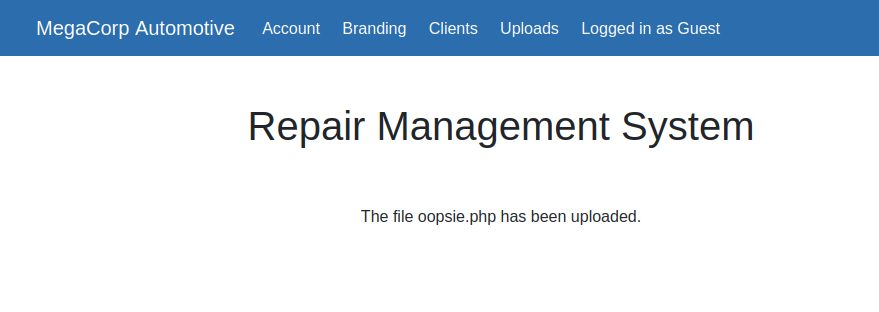 MegaCorp Automotive Account Branding Clients Uploads Logged in as Guest
Repair Management System
The file oopsie.php has been uploaded.